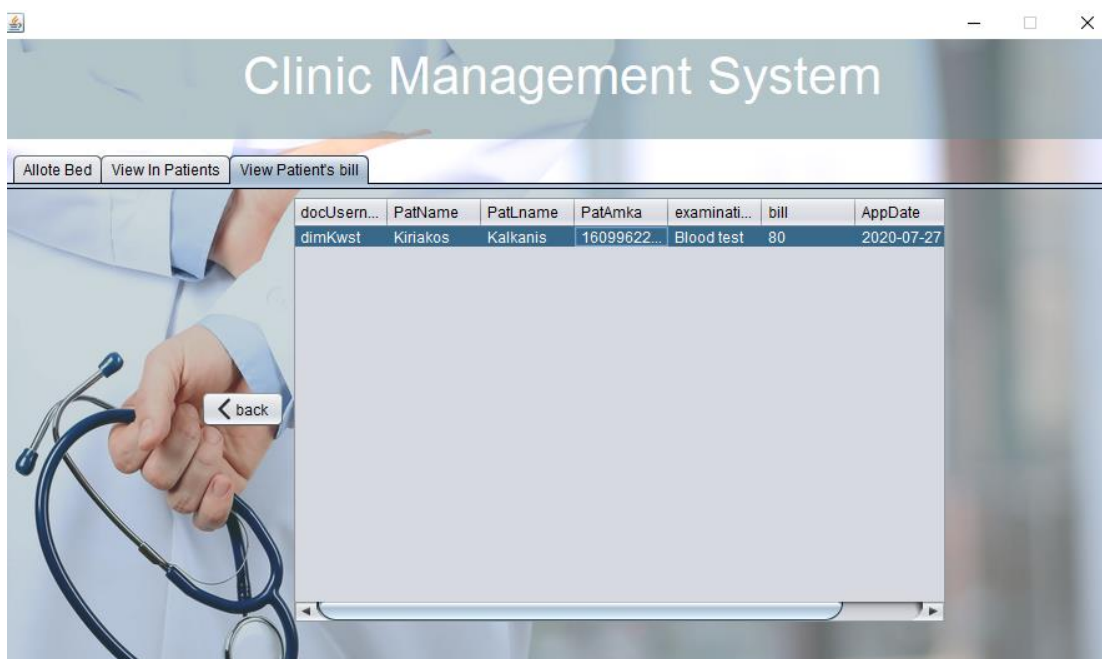 Clinic Management System
Allote Bed View In Patients View Patient's bill
docUsern... PatName PatLname PatAmka examinati... bill AppDate
dimKwst Kiriakos Kalkanis 16099622... Blood test 80 2020-07-27
back